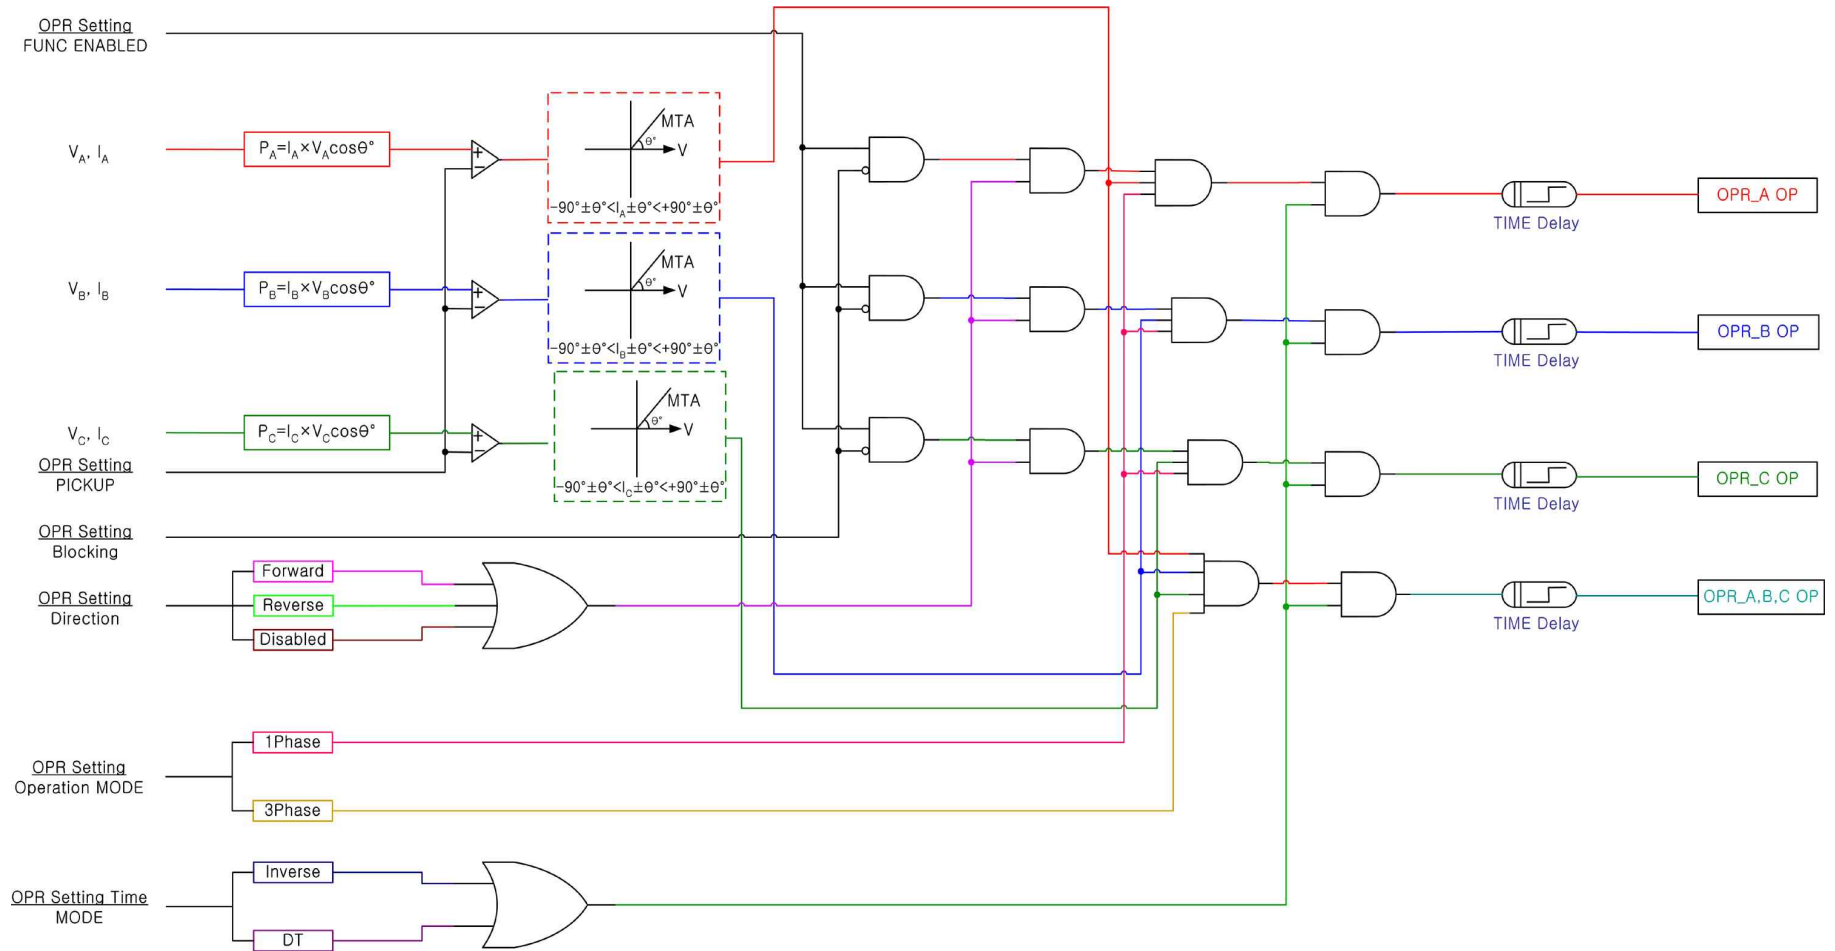 OPR Setting
FUNC ENABLED
V_A, I_A
P_A=I_A×V_Acosθ°
+
−
MTA
θ°
V
−90°±θ°<I_A±θ°<+90°±θ°
TIME Delay
OPR_A OP
V_B, I_B
P_B=I_B×V_Bcosθ°
+
−
MTA
θ°
V
−90°±θ°<I_B±θ°<+90°±θ°
TIME Delay
OPR_B OP
V_C, I_C
P_C=I_C×V_Ccosθ°
+
−
MTA
θ°
V
−90°±θ°<I_C±θ°<+90°±θ°
TIME Delay
OPR_C OP
OPR Setting
PICKUP
OPR Setting
Blocking
OPR Setting
Direction
Forward
Reverse
Disabled
TIME Delay
OPR_A,B,C OP
OPR Setting
Operation MODE
1Phase
3Phase
OPR Setting Time
MODE
Inverse
DT